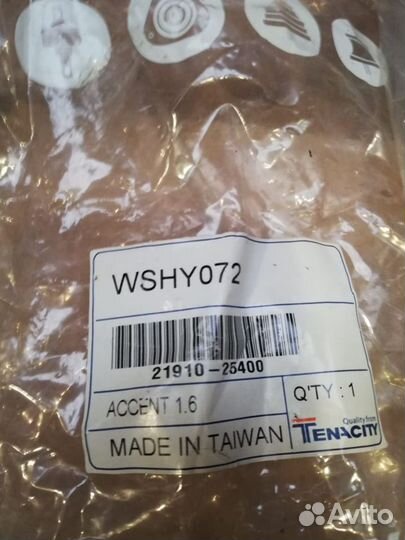 WSHY072
21910-25400
ACCENT 1.6
Q'TY : 1
MADE IN TAIWAN
Quality from
TENACITY
Avito